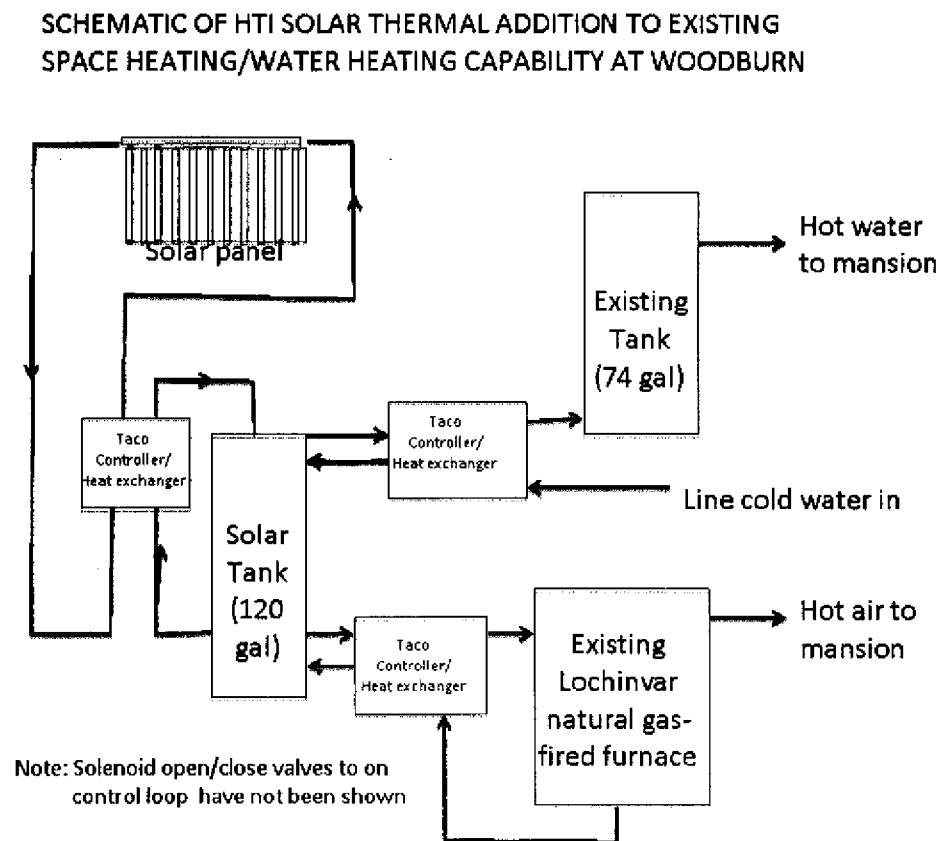 SCHEMATIC OF HTI SOLAR THERMAL ADDITION TO EXISTING
SPACE HEATING/WATER HEATING CAPABILITY AT WOODBURN
Solar panel
Existing
Tank
(74 gal)
Hot water
to mansion
Taco
Controller/
Heat exchanger
Taco
Controller/
Heat exchanger
Line cold water in
Solar
Tank
(120
gal)
Taco
Controller/
Heat exchanger
Existing
Lochinvar
natural gas-
fired furnace
Hot air to
mansion
Note: Solenoid open/close valves to on
control loop have not been shown